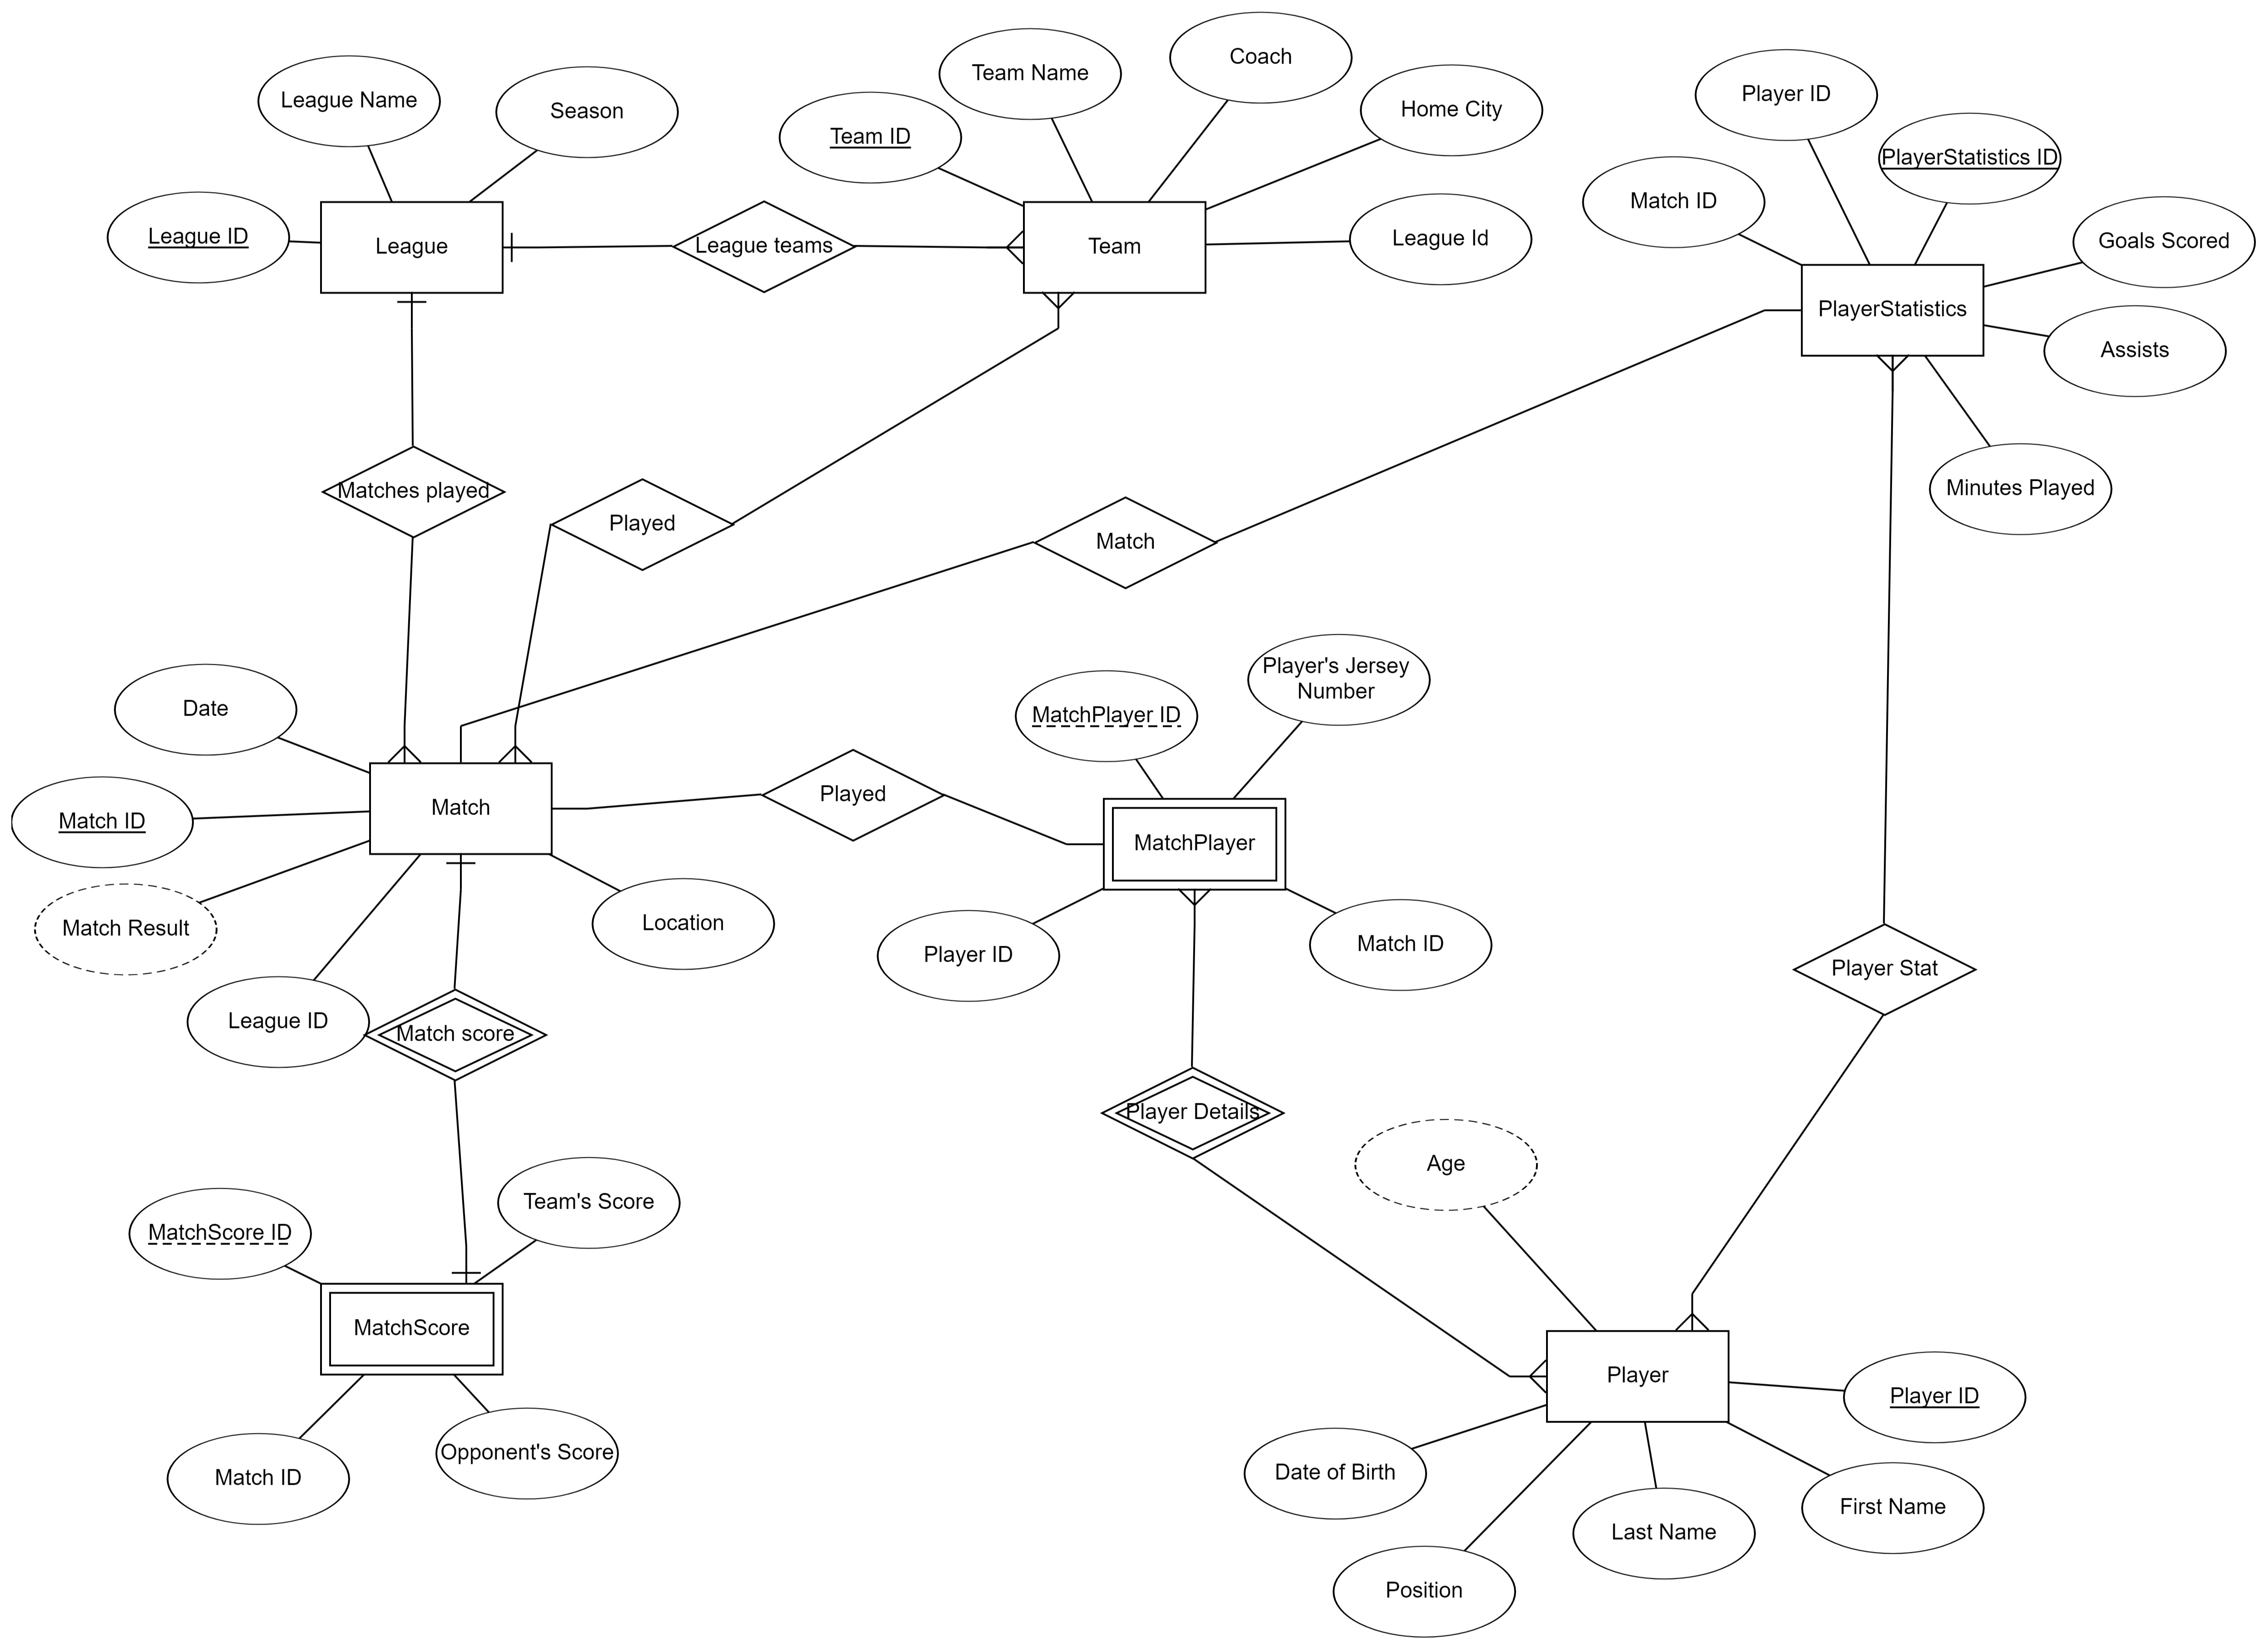 League Name
Season
League ID
League
League teams
Team ID
Team Name
Coach
Home City
League Id
Team
Player ID
PlayerStatistics ID
Match ID
Goals Scored
PlayerStatistics
Assists
Minutes Played
Matches played
Played
Match
Date
Match ID
Match
Match Result
League ID
Location
Played
MatchPlayer ID
Player's Jersey
Number
MatchPlayer
Player ID
Match ID
Player Stat
Match score
Player Details
MatchScore ID
Team's Score
MatchScore
Match ID
Opponent's Score
Age
Player
Player ID
Date of Birth
Position
Last Name
First Name